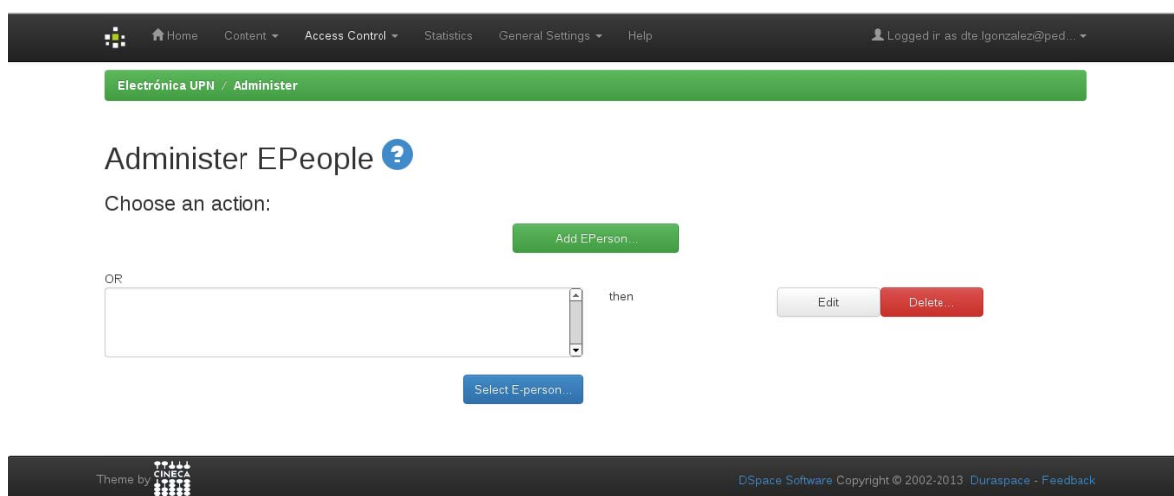 Home Content Access Control Statistics General Settings Help Logged in as dte lgonzalez@ped...
Electrónica UPN / Administer
Administer EPeople ?
Choose an action:
Add EPerson...
OR
then Edit Delete...
Select E-person...
Theme by CINECA DSpace Software Copyright © 2002-2013 Duraspace - Feedback